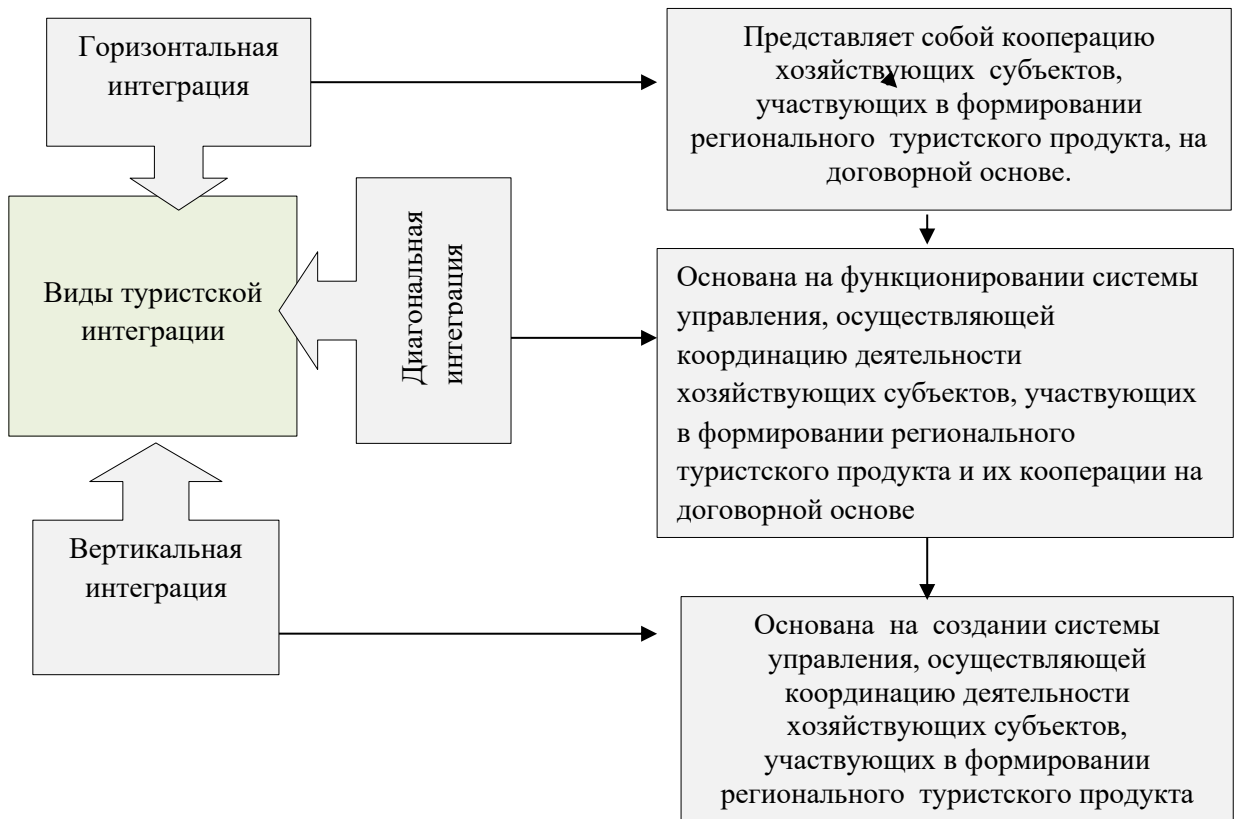 Горизонтальная
интеграция
Представляет собой кооперацию
хозяйствующих субъектов,
участвующих в формировании
регионального туристского продукта, на
договорной основе.
Виды туристской
интеграции
Диагональная
интеграция
Основана на функционировании системы
управления, осуществляющей
координацию деятельности
хозяйствующих субъектов, участвующих
в формировании регионального
туристского продукта и их кооперации на
договорной основе
Вертикальная
интеграция
Основана на создании системы
управления, осуществляющей
координацию деятельности
хозяйствующих субъектов,
участвующих в формировании
регионального туристского продукта